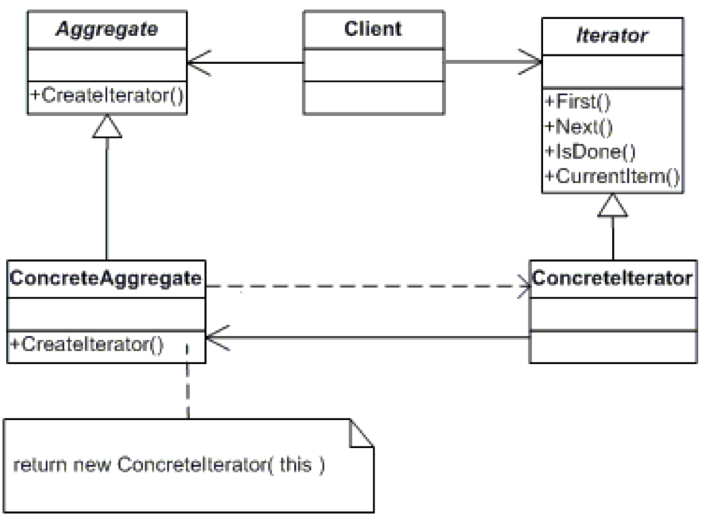 Aggregate
Client
Iterator
+CreateIterator()
+First()
+Next()
+IsDone()
+CurrentItem()
ConcreteAggregate
ConcreteIterator
+CreateIterator()
return new ConcreteIterator( this )